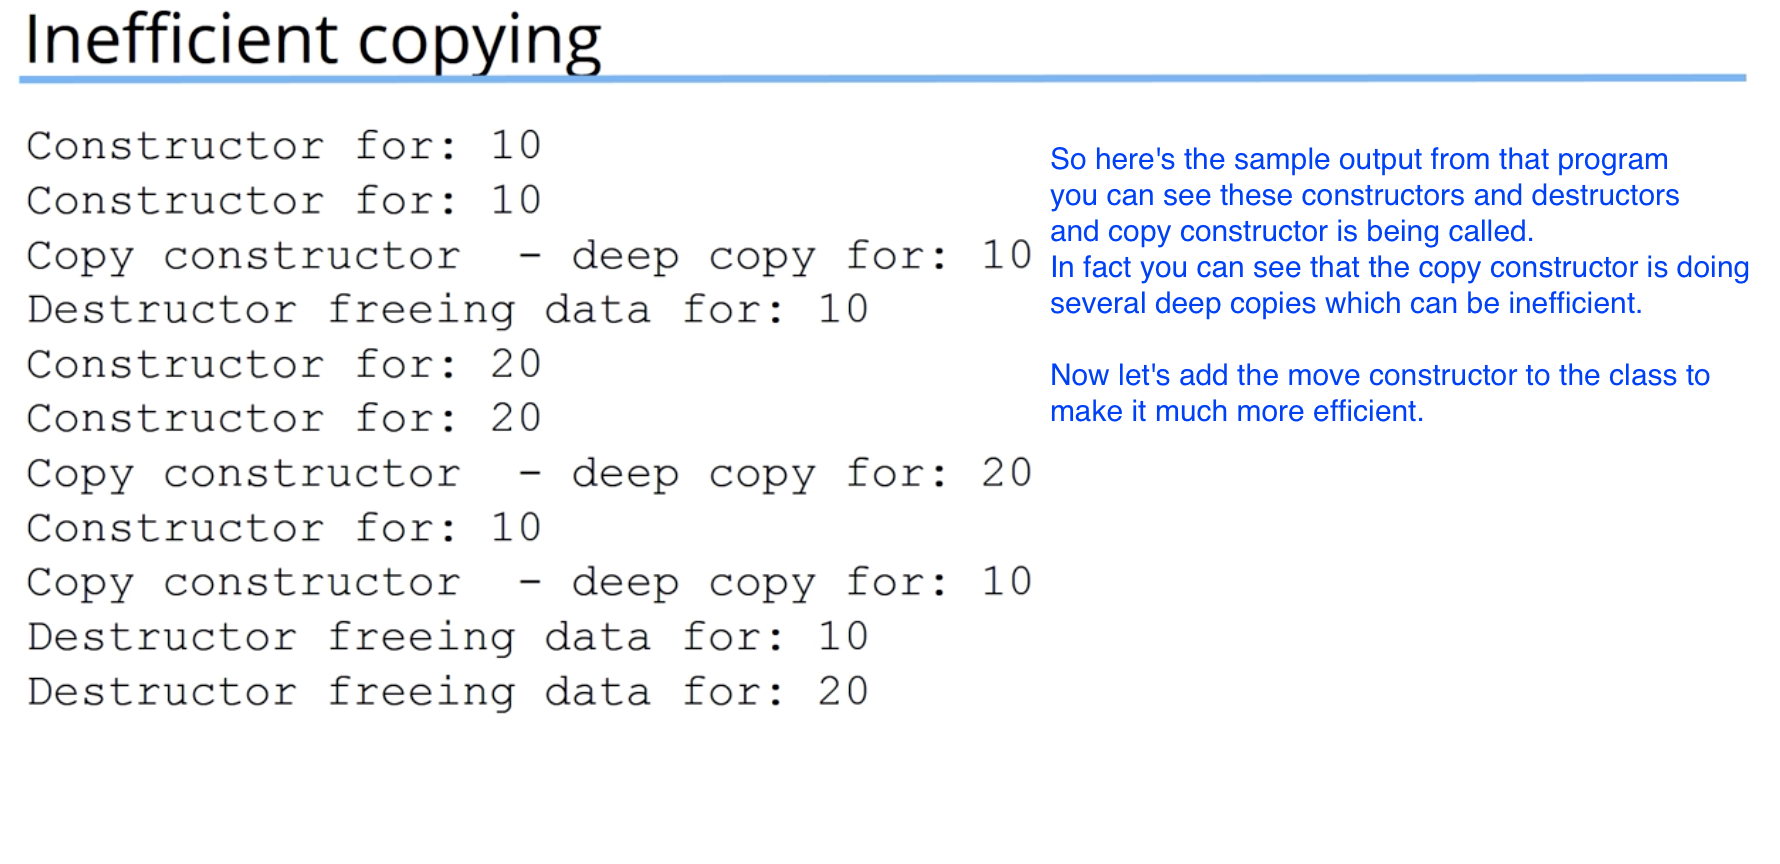 Inefficient copying
Constructor for: 10
Constructor for: 10
Copy constructor  - deep copy for: 10
Destructor freeing data for: 10
Constructor for: 20
Constructor for: 20
Copy constructor  - deep copy for: 20
Constructor for: 10
Copy constructor  - deep copy for: 10
Destructor freeing data for: 10
Destructor freeing data for: 20
So here's the sample output from that program
you can see these constructors and destructors
and copy constructor is being called.
In fact you can see that the copy constructor is doing
several deep copies which can be inefficient.
Now let's add the move constructor to the class to
make it much more efficient.